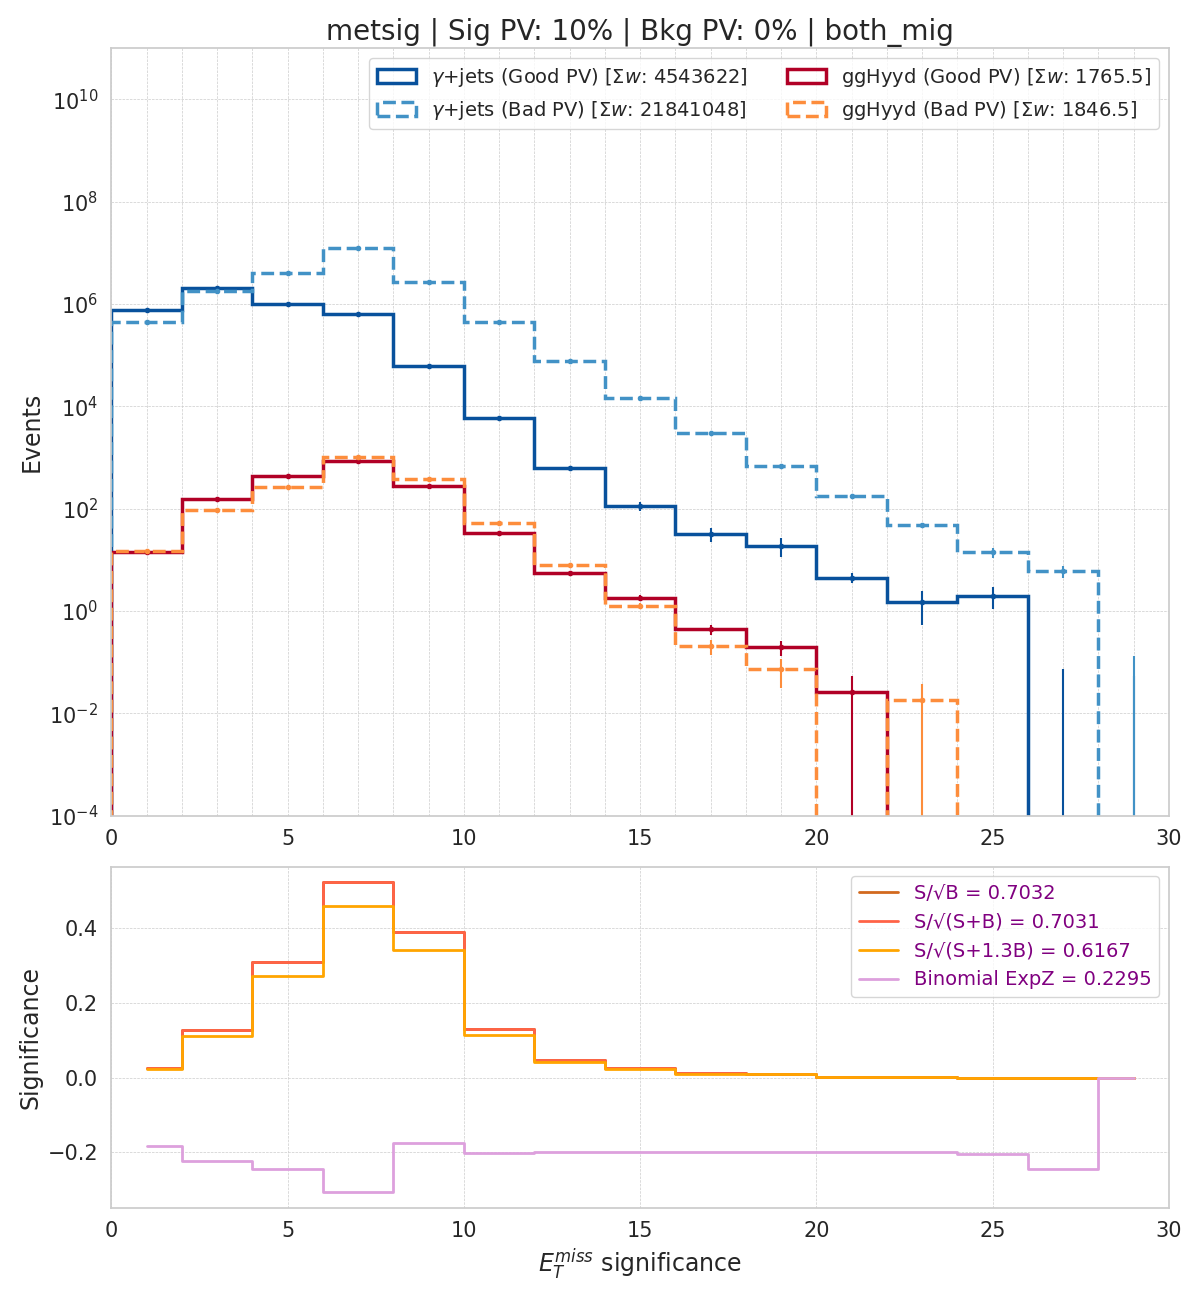 metsig | Sig PV: 10% | Bkg PV: 0% | both_mig
γ+jets (Good PV) [Σw: 4543622]
γ+jets (Bad PV) [Σw: 21841048]
ggHyyd (Good PV) [Σw: 1765.5]
ggHyyd (Bad PV) [Σw: 1846.5]
Events
10^10
10^8
10^6
10^4
10^2
10^0
10^−2
10^−4
0 5 10 15 20 25 30
S/√B = 0.7032
S/√(S+B) = 0.7031
S/√(S+1.3B) = 0.6167
Binomial ExpZ = 0.2295
Significance
0.4
0.2
0.0
−0.2
0 5 10 15 20 25 30
E_T^miss significance